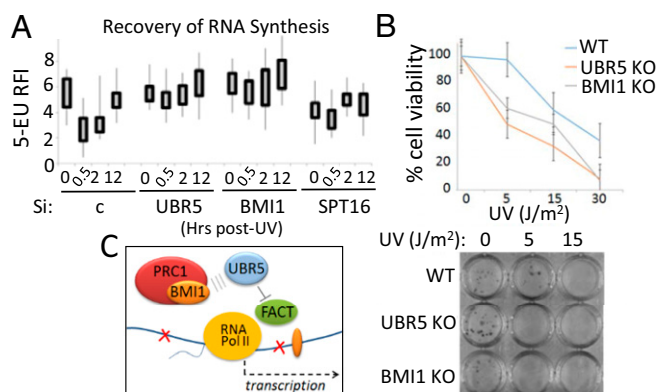 A
Recovery of RNA Synthesis
5-EU RFI
8
6
4
2
0
0 0.5 2 12 0 0.5 2 12 0 0.5 2 12 0 0.5 2 12
Si: c UBR5 BMI1 SPT16
(Hrs post-UV)
B
% cell viability
100
80
60
40
20
0
WT
UBR5 KO
BMI1 KO
0 5 15 30
UV (J/m²)
C
PRC1
BMI1
UBR5
FACT
RNA
Pol II
transcription
UV (J/m²): 0 5 15
WT
UBR5 KO
BMI1 KO